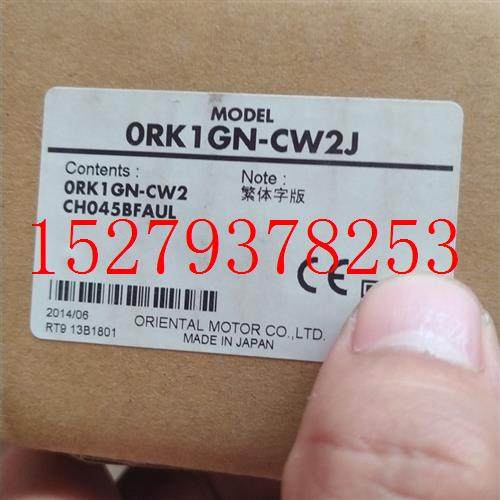 MODEL
0RK1GN-CW2J
Contents :
0RK1GN-CW2
CH045BFAUL
Note :
繁体字版
15279378253
CE
2014/06
RT9 13B1801
ORIENTAL MOTOR CO.,LTD.
MADE IN JAPAN